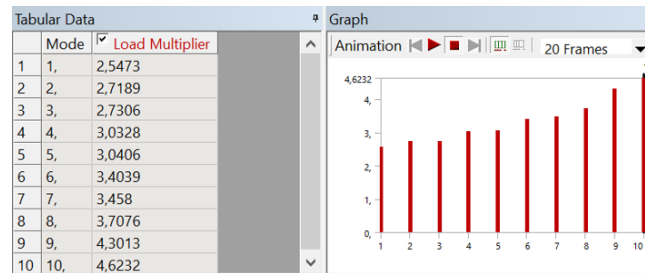 Tabular Data
Mode Load Multiplier
1 1, 2,5473
2 2, 2,7189
3 3, 2,7306
4 4, 3,0328
5 5, 3,0406
6 6, 3,4039
7 7, 3,458
8 8, 3,7076
9 9, 4,3013
10 10, 4,6232
Graph
Animation 20 Frames
4,6232
4,
3,
2,
1,
0,
1 2 3 4 5 6 7 8 9 10